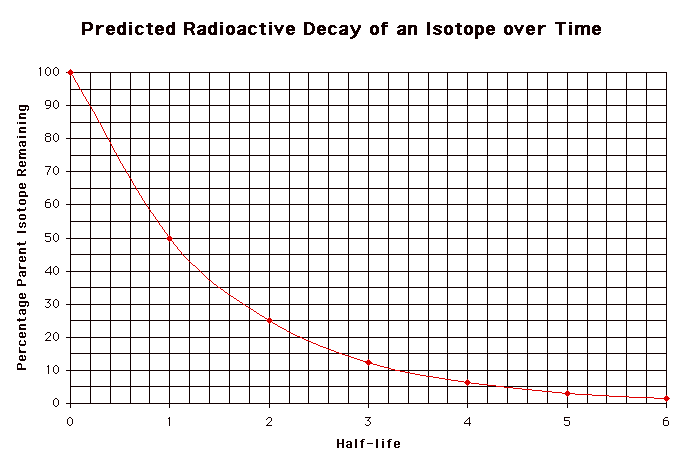 Predicted Radioactive Decay of an Isotope over Time
Percentage Parent Isotope Remaining
100
90
80
70
60
50
40
30
20
10
0
0 1 2 3 4 5 6
Half-life